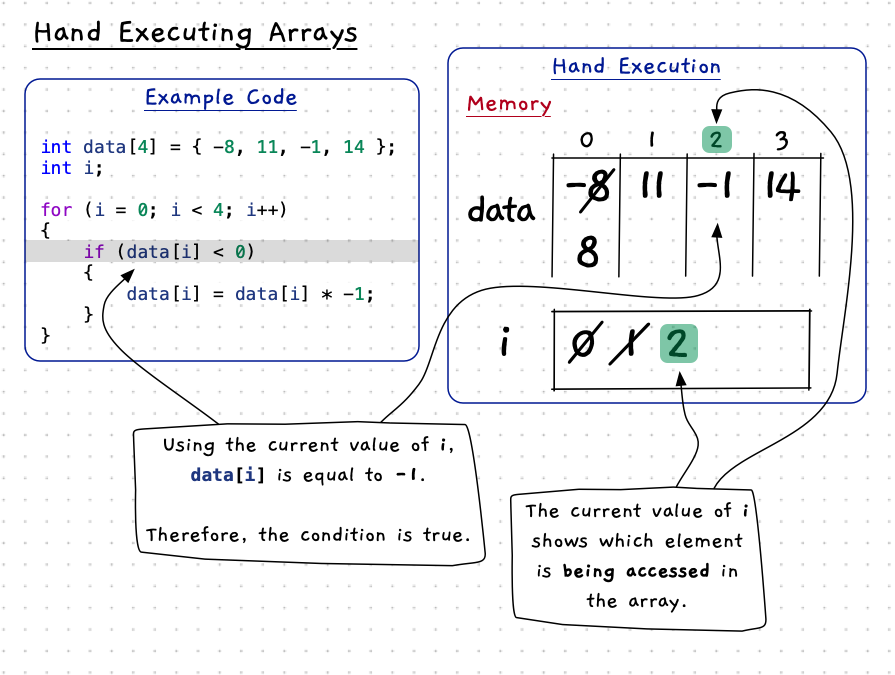 Hand Executing Arrays
Example Code
int data[4] = { -8, 11, -1, 14 };
int i;
for (i = 0; i < 4; i++)
{
if (data[i] < 0)
{
data[i] = data[i] * -1;
}
}
Hand Execution
Memory
0 1 2 3
data -8 11 -1 14
8
i 0 1 2
Using the current value of i,
data[i] is equal to -1.
Therefore, the condition is true.
The current value of i
shows which element
is being accessed in
the array.